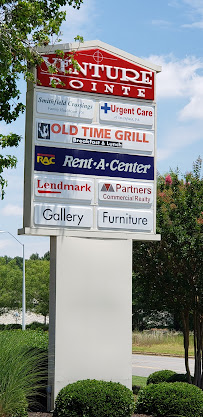 VENTURE
POINTE
Smithfield Crossings
Urgent Care
OLD TIME GRILL
Breakfast & Lunch
RAC Rent-A-Center
Lendmark
Partners
Commercial Realty
Gallery Furniture